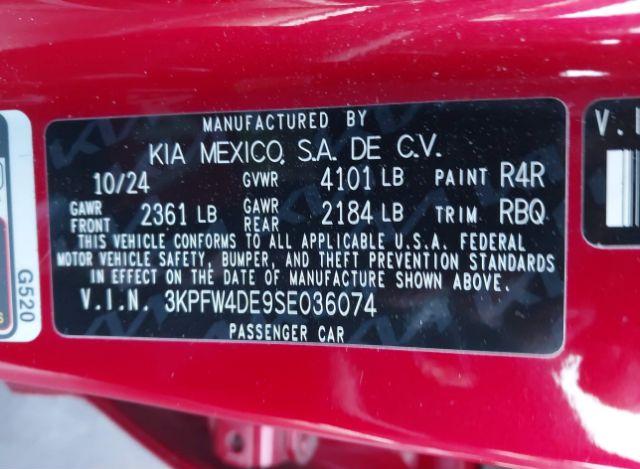 MANUFACTURED BY
KIA MEXICO, S.A. DE C.V.
10/24 GVWR 4101 LB PAINT R4R
GAWR FRONT 2361 LB GAWR REAR 2184 LB TRIM RBQ
THIS VEHICLE CONFORMS TO ALL APPLICABLE U.S.A. FEDERAL
MOTOR VEHICLE SAFETY, BUMPER, AND THEFT PREVENTION STANDARDS
IN EFFECT ON THE DATE OF MANUFACTURE SHOWN ABOVE.
V.I.N. 3KPFW4DE9SE036074
PASSENGER CAR
G520
V.I